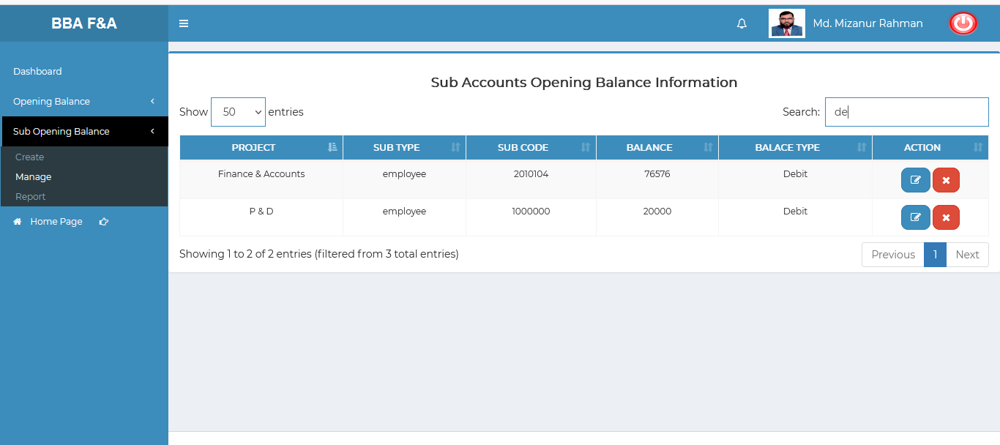 BBA F&A
Md. Mizanur Rahman
Dashboard
Opening Balance
Sub Opening Balance
Create
Manage
Report
Home Page
Sub Accounts Opening Balance Information
Show 50 entries
Search: de
PROJECT SUB TYPE SUB CODE BALANCE BALACE TYPE ACTION
Finance & Accounts employee 2010104 76576 Debit
P & D employee 1000000 20000 Debit
Showing 1 to 2 of 2 entries (filtered from 3 total entries)
Previous 1 Next